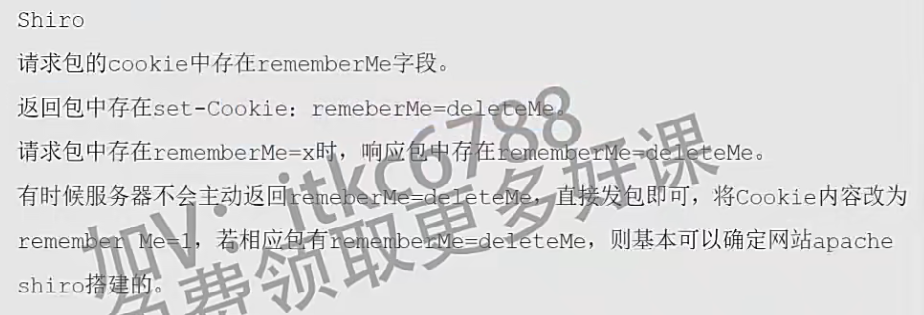 Shiro
请求包的cookie中存在rememberMe字段。
返回包中存在set-Cookie：remeberMe=deleteMe。
请求包中存在rememberMe=x时，响应包中存在rememberMe=deleteMe。
有时候服务器不会主动返回remeberMe=deleteMe，直接发包即可，将Cookie内容改为
remember Me=1，若相应包有rememberMe=deleteMe，则基本可以确定网站apache
shiro搭建的。
加V：itkc6788
免费领取更多好课